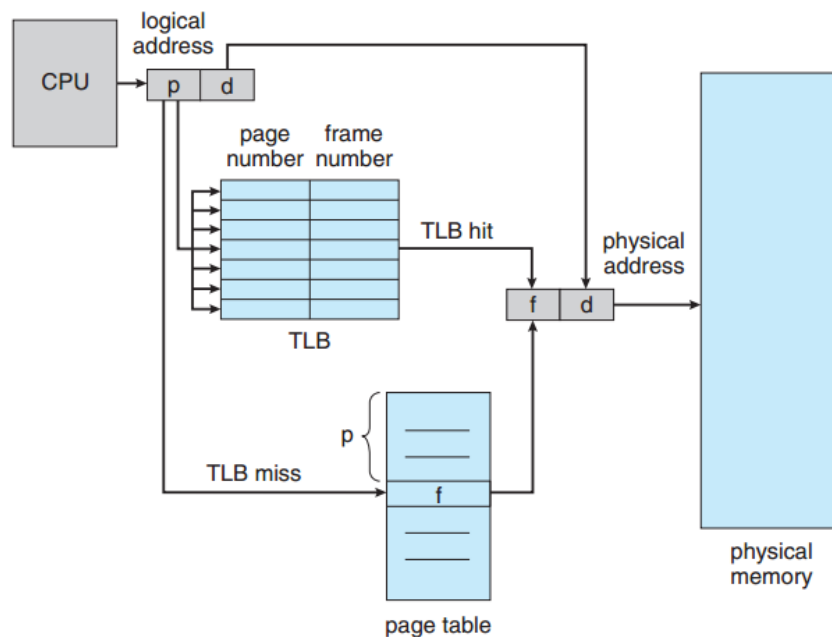 logical
address
CPU
p d
page
number
frame
number
TLB hit
physical
address
f d
TLB
p
TLB miss
f
page table
physical
memory